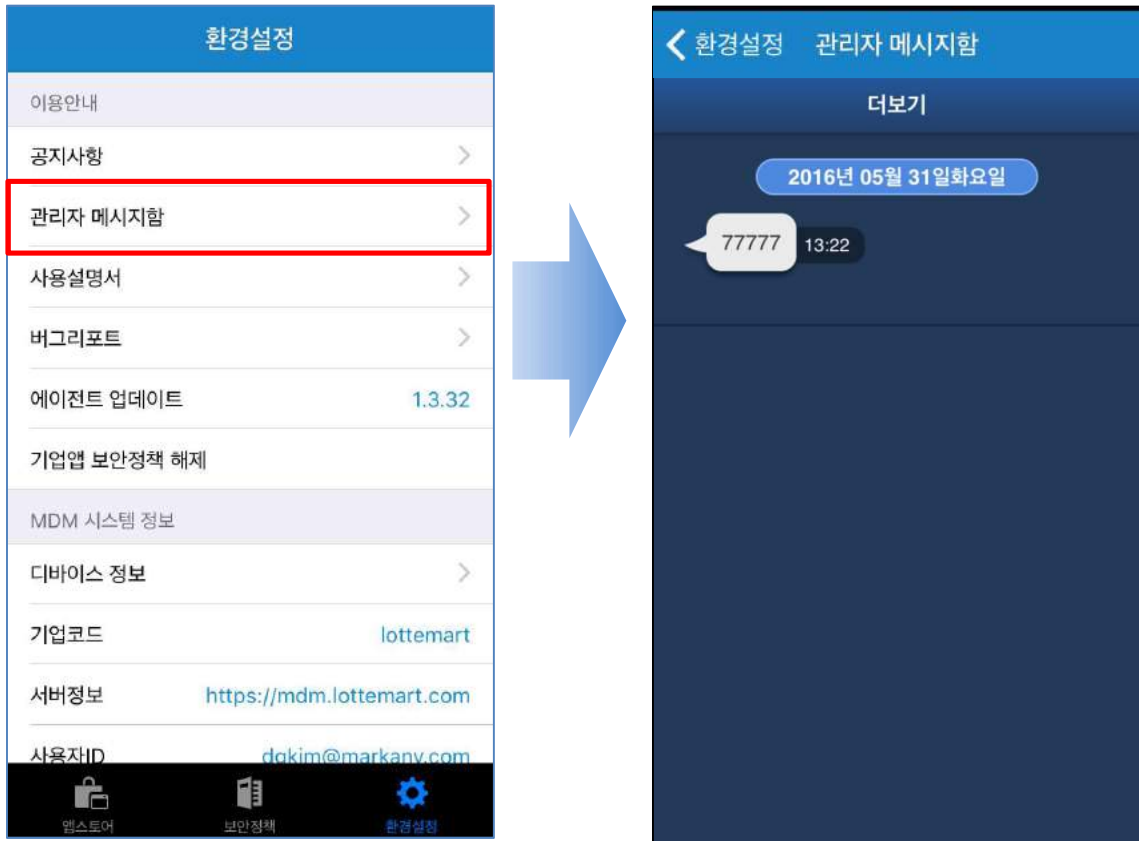 환경설정
이용안내
공지사항
관리자 메시지함
사용설명서
버그리포트
에이전트 업데이트 1.3.32
기업앱 보안정책 해제
MDM 시스템 정보
디바이스 정보
기업코드 lottemart
서버정보 https://mdm.lottemart.com
사용자ID dgkim@markany.com
앱스토어 보안정책 환경설정
환경설정 관리자 메시지함
더보기
2016년 05월 31일화요일
77777 13:22